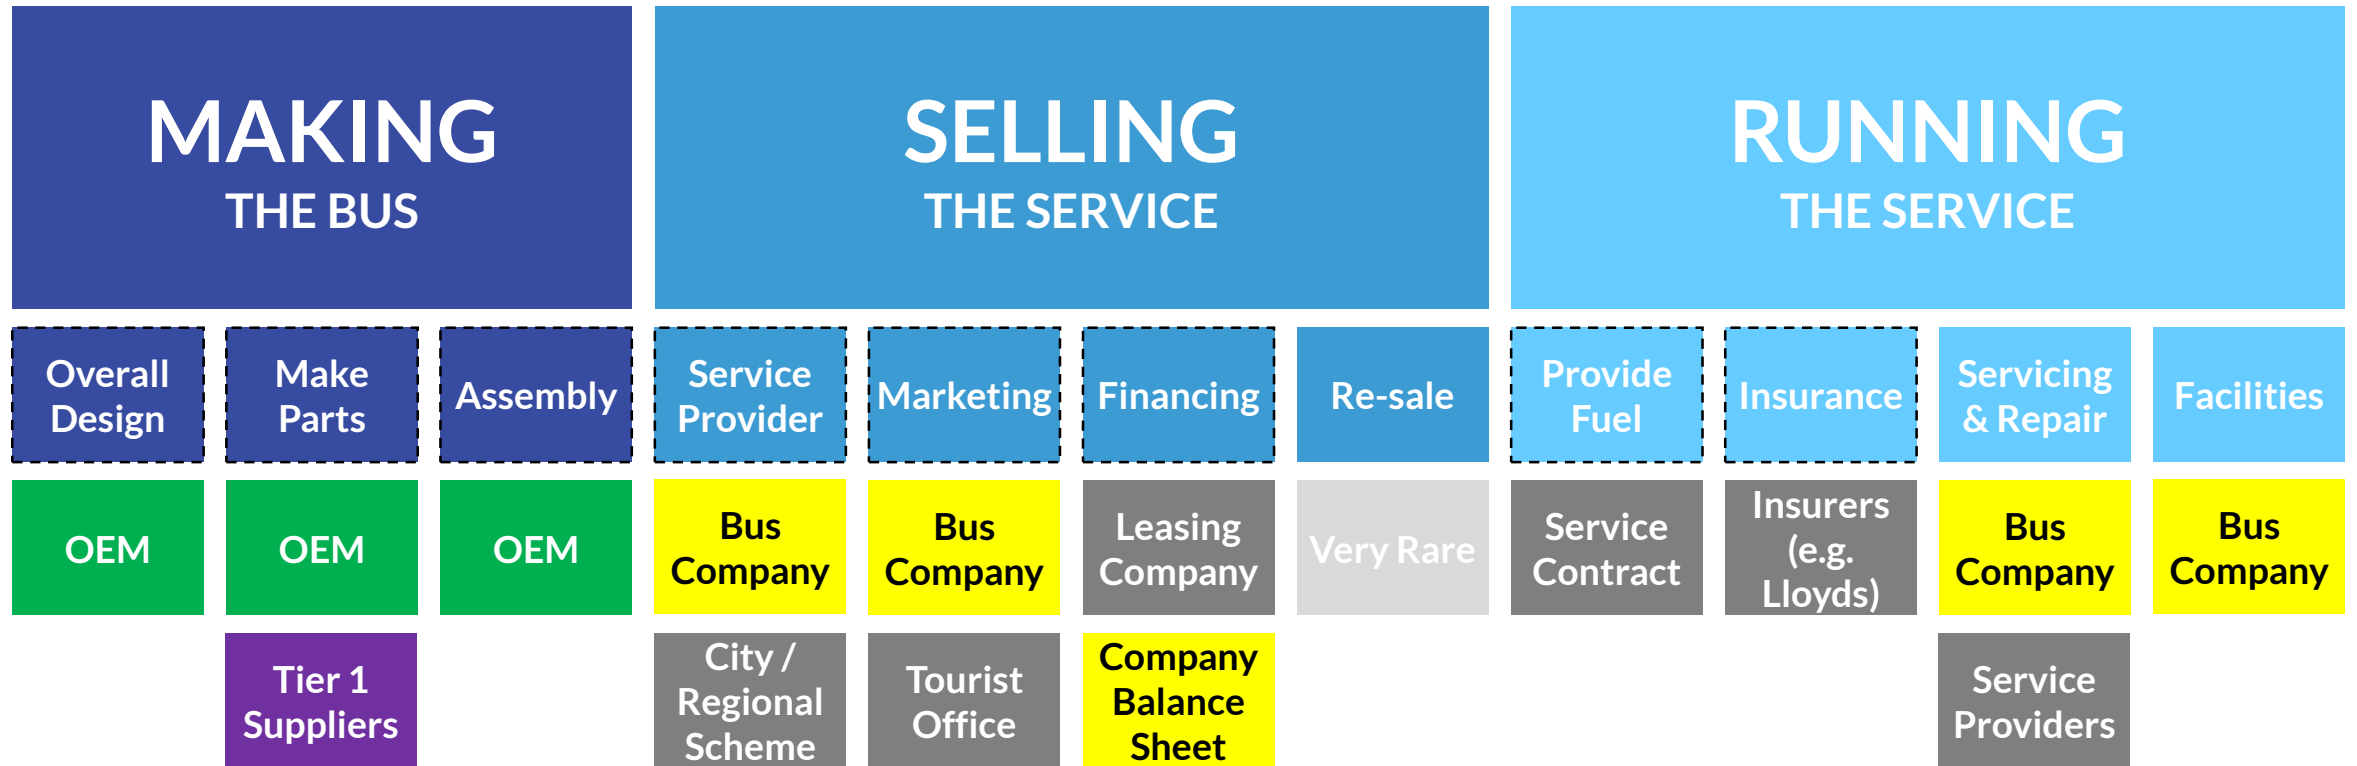 MAKING
THE BUS
SELLING
THE SERVICE
RUNNING
THE SERVICE
Overall
Design
Make
Parts
Assembly
Service
Provider
Marketing
Financing
Re-sale
Provide
Fuel
Insurance
Servicing
& Repair
Facilities
OEM
OEM
OEM
Bus
Company
Bus
Company
Leasing
Company
Very Rare
Service
Contract
Insurers
(e.g.
Lloyds)
Bus
Company
Bus
Company
Tier 1
Suppliers
City /
Regional
Scheme
Tourist
Office
Company
Balance
Sheet
Service
Providers